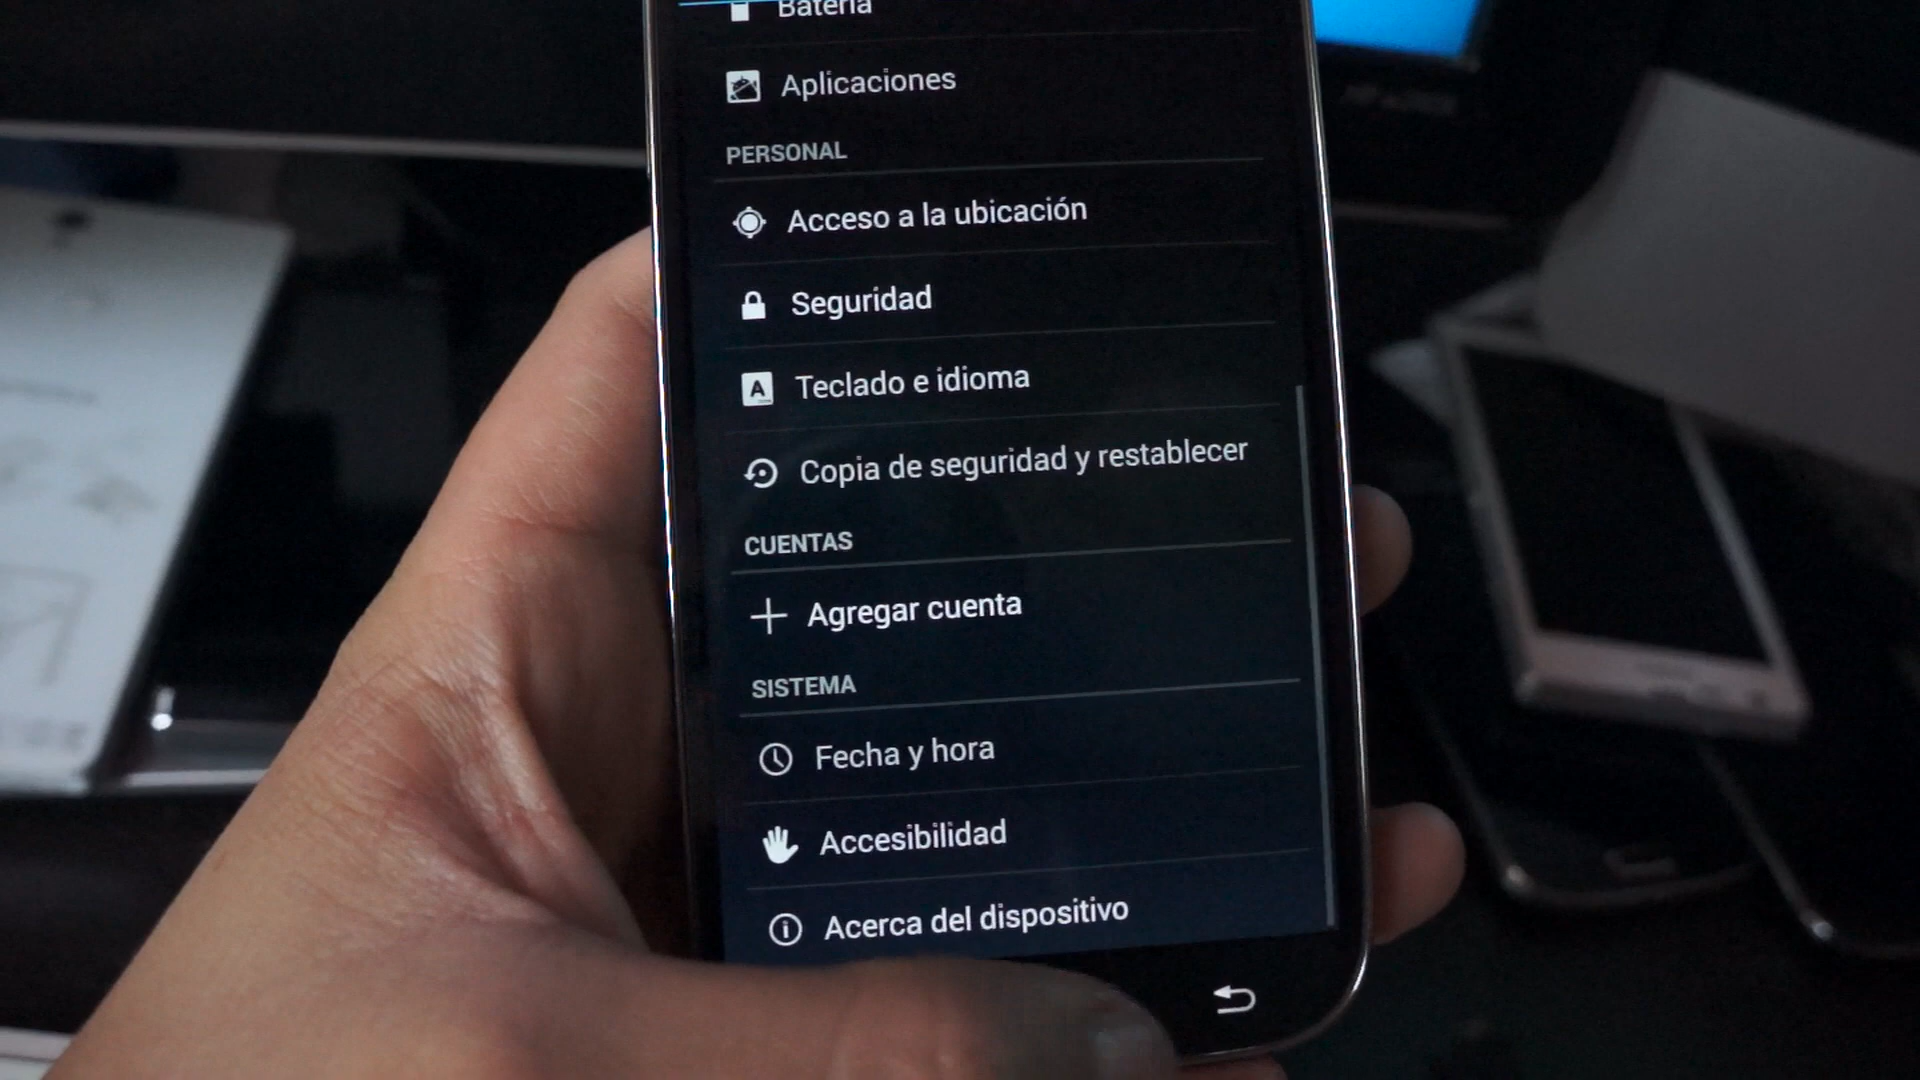 Batería
Aplicaciones
PERSONAL
Acceso a la ubicación
Seguridad
Teclado e idioma
Copia de seguridad y restablecer
CUENTAS
Agregar cuenta
SISTEMA
Fecha y hora
Accesibilidad
Acerca del dispositivo